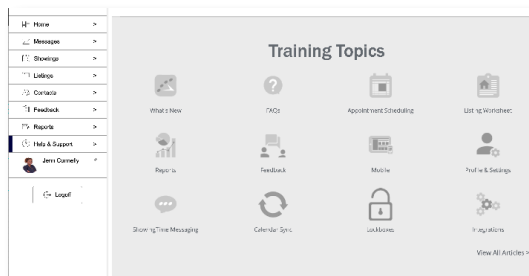 Home >
Messages >
Showings >
Listings >
Contacts >
Feedback >
Reports >
Help & Support >
Jenn Connelly
Logoff
Training Topics
What's New
FAQs
Appointment Scheduling
Listing Worksheet
Reports
Feedback
Mobile
Profile & Settings
ShowingTime Messaging
Calendar Sync
Lockboxes
Integrations
View All Articles >